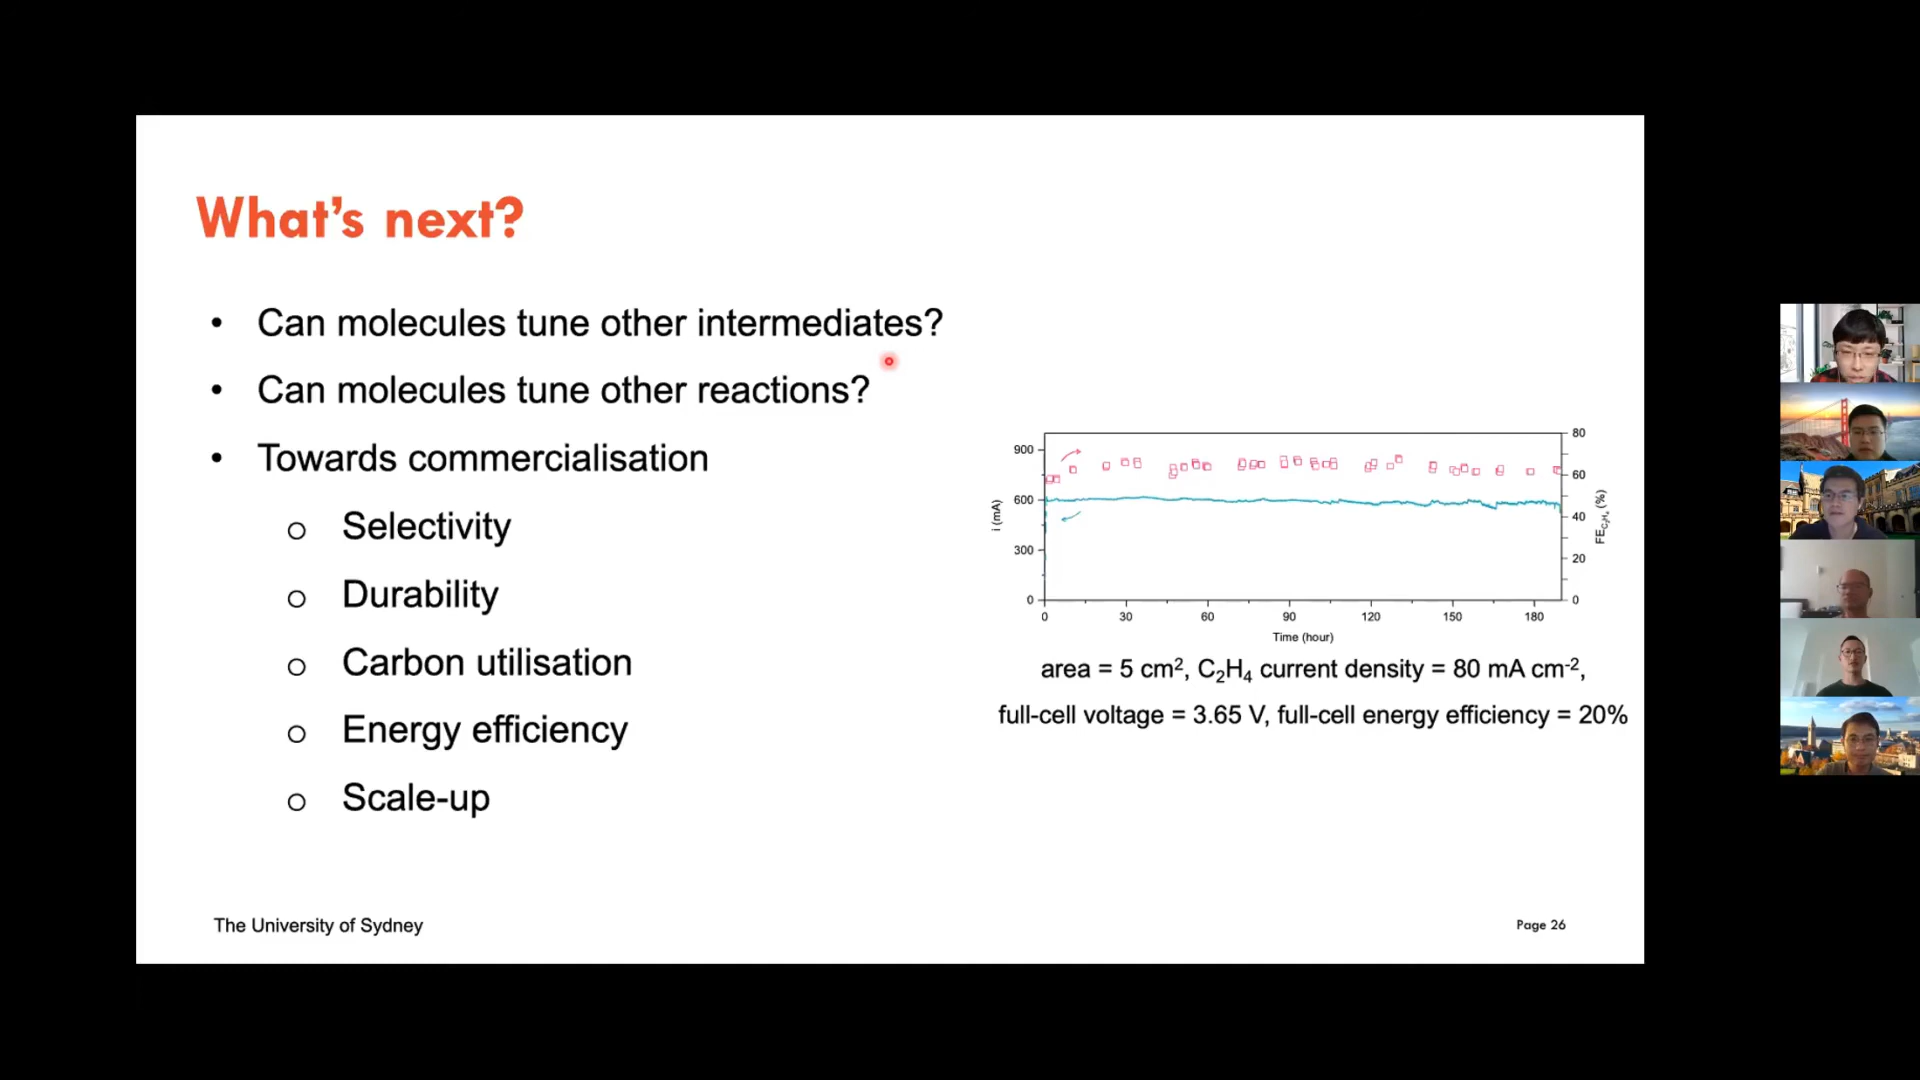 What's next?
• Can molecules tune other intermediates?
• Can molecules tune other reactions?
• Towards commercialisation
o Selectivity
o Durability
o Carbon utilisation
o Energy efficiency
o Scale-up
900
600
300
0
i (mA)
80
60
40
20
0
FE_C₂H₄ (%)
0 30 60 90 120 150 180
Time (hour)
area = 5 cm², C₂H₄ current density = 80 mA cm⁻²,
full-cell voltage = 3.65 V, full-cell energy efficiency = 20%
The University of Sydney
Page 26